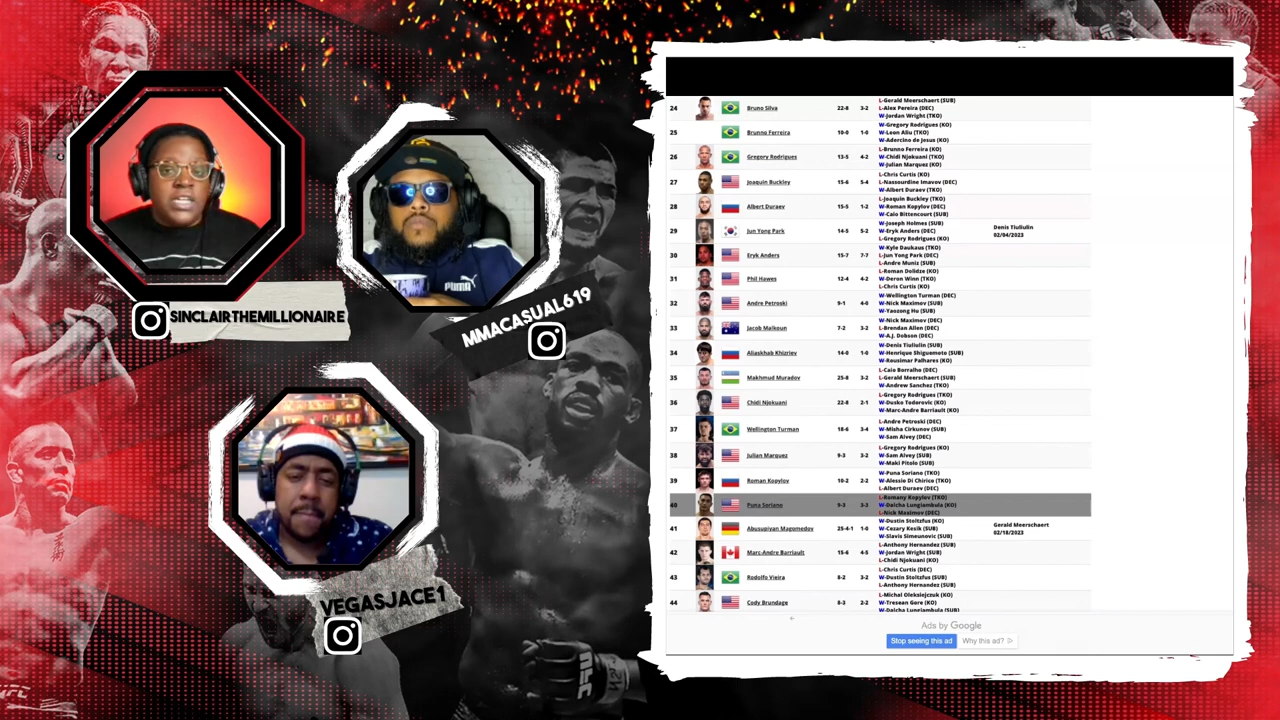 SINCLAIRTHEMILLIONAIRE
MMACASUAL619
VEGASJACE1
24 Bruno Silva 22-8 3-2 L-Gerald Meerschaert (SUB)
L-Alex Pereira (DEC)
W-Jordan Wright (TKO)
25 Brunno Ferreira 10-0 1-0 W-Gregory Rodrigues (KO)
W-Leon Aliu (TKO)
W-Adercino de Jesus (KO)
26 Gregory Rodrigues 13-5 4-2 L-Brunno Ferreira (KO)
W-Chidi Njokuani (TKO)
W-Julian Marquez (KO)
27 Joaquin Buckley 15-6 5-4 L-Chris Curtis (KO)
L-Nassourdine Imavov (DEC)
W-Albert Duraev (TKO)
28 Albert Duraev 15-5 1-2 L-Joaquin Buckley (TKO)
W-Roman Kopylov (DEC)
W-Caio Bittencourt (SUB)
29 Jun Yong Park 14-5 5-2 W-Joseph Holmes (SUB)
W-Eryk Anders (DEC)
L-Gregory Rodrigues (KO)
Denis Tiuliulin
02/04/2023
30 Eryk Anders 15-7 7-7 W-Kyle Daukaus (TKO)
L-Jun Yong Park (DEC)
L-Andre Muniz (SUB)
31 Phil Hawes 12-4 4-2 L-Roman Dolidze (KO)
W-Deron Winn (TKO)
L-Chris Curtis (KO)
32 Andre Petroski 9-1 4-0 W-Wellington Turman (DEC)
W-Nick Maximov (SUB)
W-Yaozong Hu (SUB)
33 Jacob Malkoun 7-2 3-2 W-Nick Maximov (DEC)
L-Brendan Allen (DEC)
W-A.J. Dobson (DEC)
34 Aliaskhab Khizriev 14-0 1-0 W-Denis Tiuliulin (SUB)
W-Henrique Shiguemoto (SUB)
W-Rousimar Palhares (KO)
35 Makhmud Muradov 25-8 3-2 L-Caio Borralho (DEC)
L-Gerald Meerschaert (SUB)
W-Andrew Sanchez (TKO)
36 Chidi Njokuani 22-8 2-1 L-Gregory Rodrigues (TKO)
W-Dusko Todorovic (KO)
W-Marc-Andre Barriault (KO)
37 Wellington Turman 18-6 3-4 L-Andre Petroski (DEC)
W-Misha Cirkunov (SUB)
W-Sam Alvey (DEC)
38 Julian Marquez 9-3 3-2 L-Gregory Rodrigues (KO)
W-Sam Alvey (SUB)
W-Maki Pitolo (SUB)
39 Roman Kopylov 10-2 2-2 W-Puna Soriano (TKO)
W-Alessio Di Chirico (TKO)
L-Albert Duraev (DEC)
40 Puna Soriano 9-3 3-3 L-Romany Kopylov (TKO)
W-Dalcha Lungiambula (KO)
L-Nick Maximov (DEC)
41 Abusupiyan Magomedov 25-4-1 1-0 W-Dustin Stoltzfus (KO)
W-Cezary Kesik (SUB)
W-Slavis Simeunovic (SUB)
Gerald Meerschaert
02/18/2023
42 Marc-Andre Barriault 15-6 4-5 L-Anthony Hernandez (SUB)
W-Jordan Wright (SUB)
L-Chidi Njokuani (KO)
43 Rodolfo Vieira 8-2 3-2 L-Chris Curtis (DEC)
W-Dustin Stoltzfus (SUB)
L-Anthony Hernandez (SUB)
44 Cody Brundage 8-3 2-2 L-Michal Oleksiejczuk (KO)
W-Tresean Gore (KO)
W-Dalcha Lungiambula (SUB)
Ads by Google
Stop seeing this ad Why this ad?
PUMA
UFC
UFC